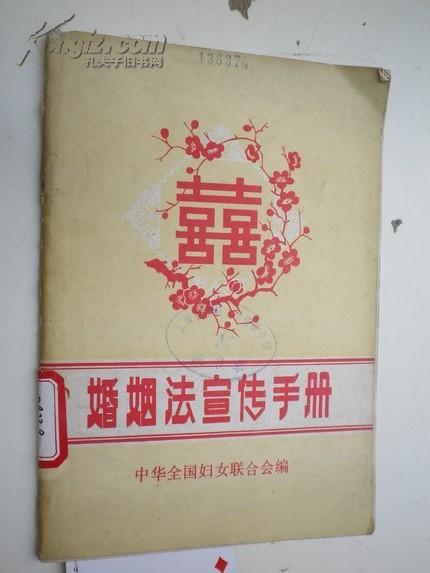 Kongfz.com
孔夫子旧书网
136374
囍
婚姻法宣传手册
中华全国妇女联合会编